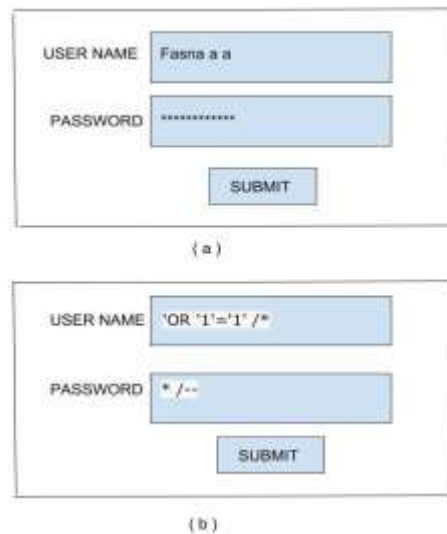 USER NAME Fasna a a
PASSWORD ************
SUBMIT
( a )
USER NAME 'OR '1'='1' /*
PASSWORD * /--
SUBMIT
( b )